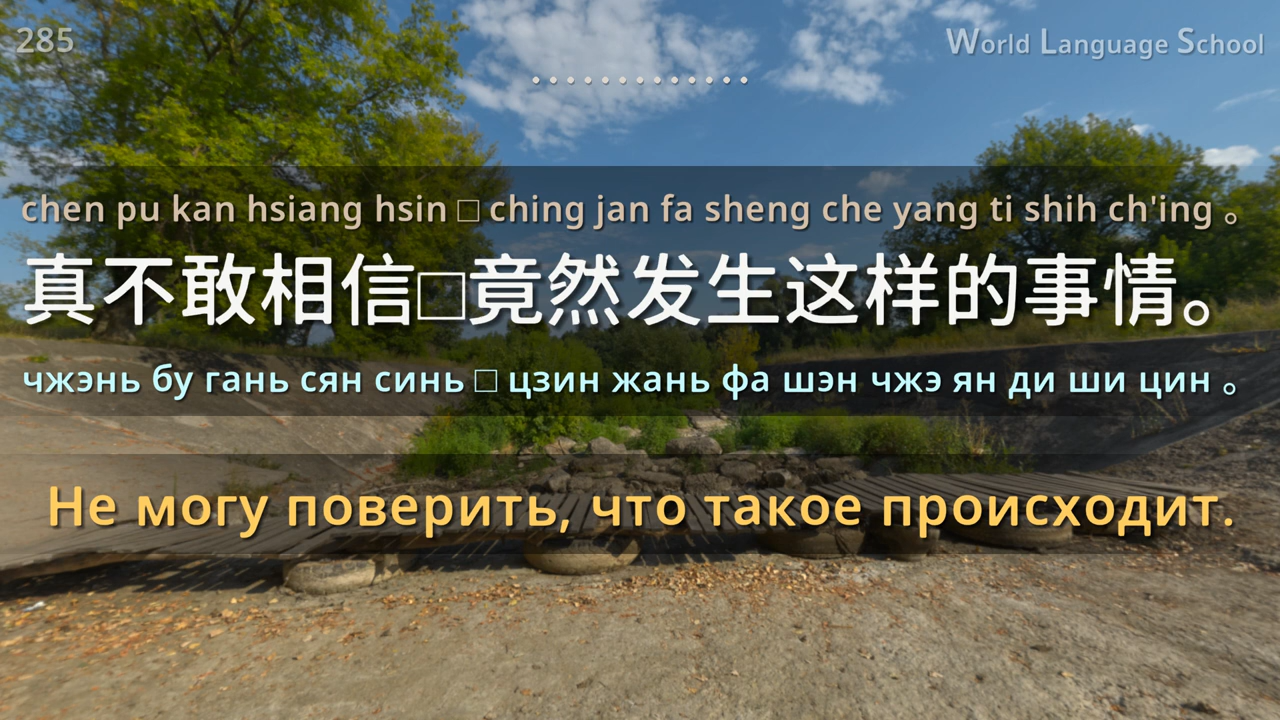 285
World Language School
chen pu kan hsiang hsin □ ching jan fa sheng che yang ti shih ch'ing 。
真不敢相信□竟然发生这样的事情。
чжэнь бу гань сян синь □ цзин жань фа шэн чжэ ян ди ши цин 。
Не могу поверить, что такое происходит.